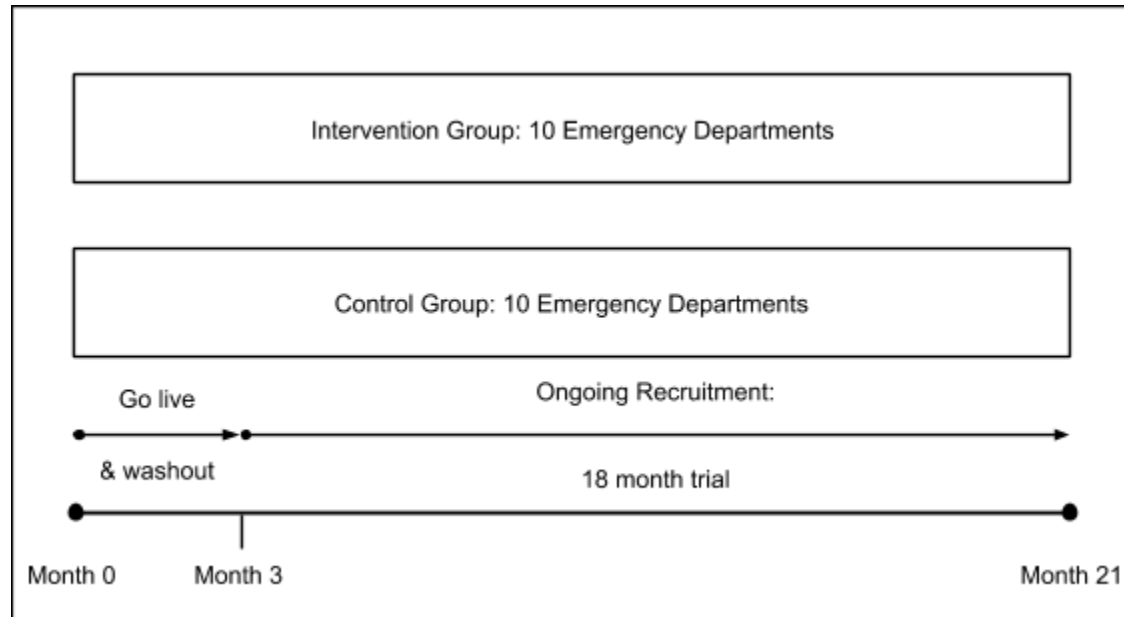 Intervention Group: 10 Emergency Departments
Control Group: 10 Emergency Departments
Go live
Ongoing Recruitment:
& washout
18 month trial
Month 0
Month 3
Month 21